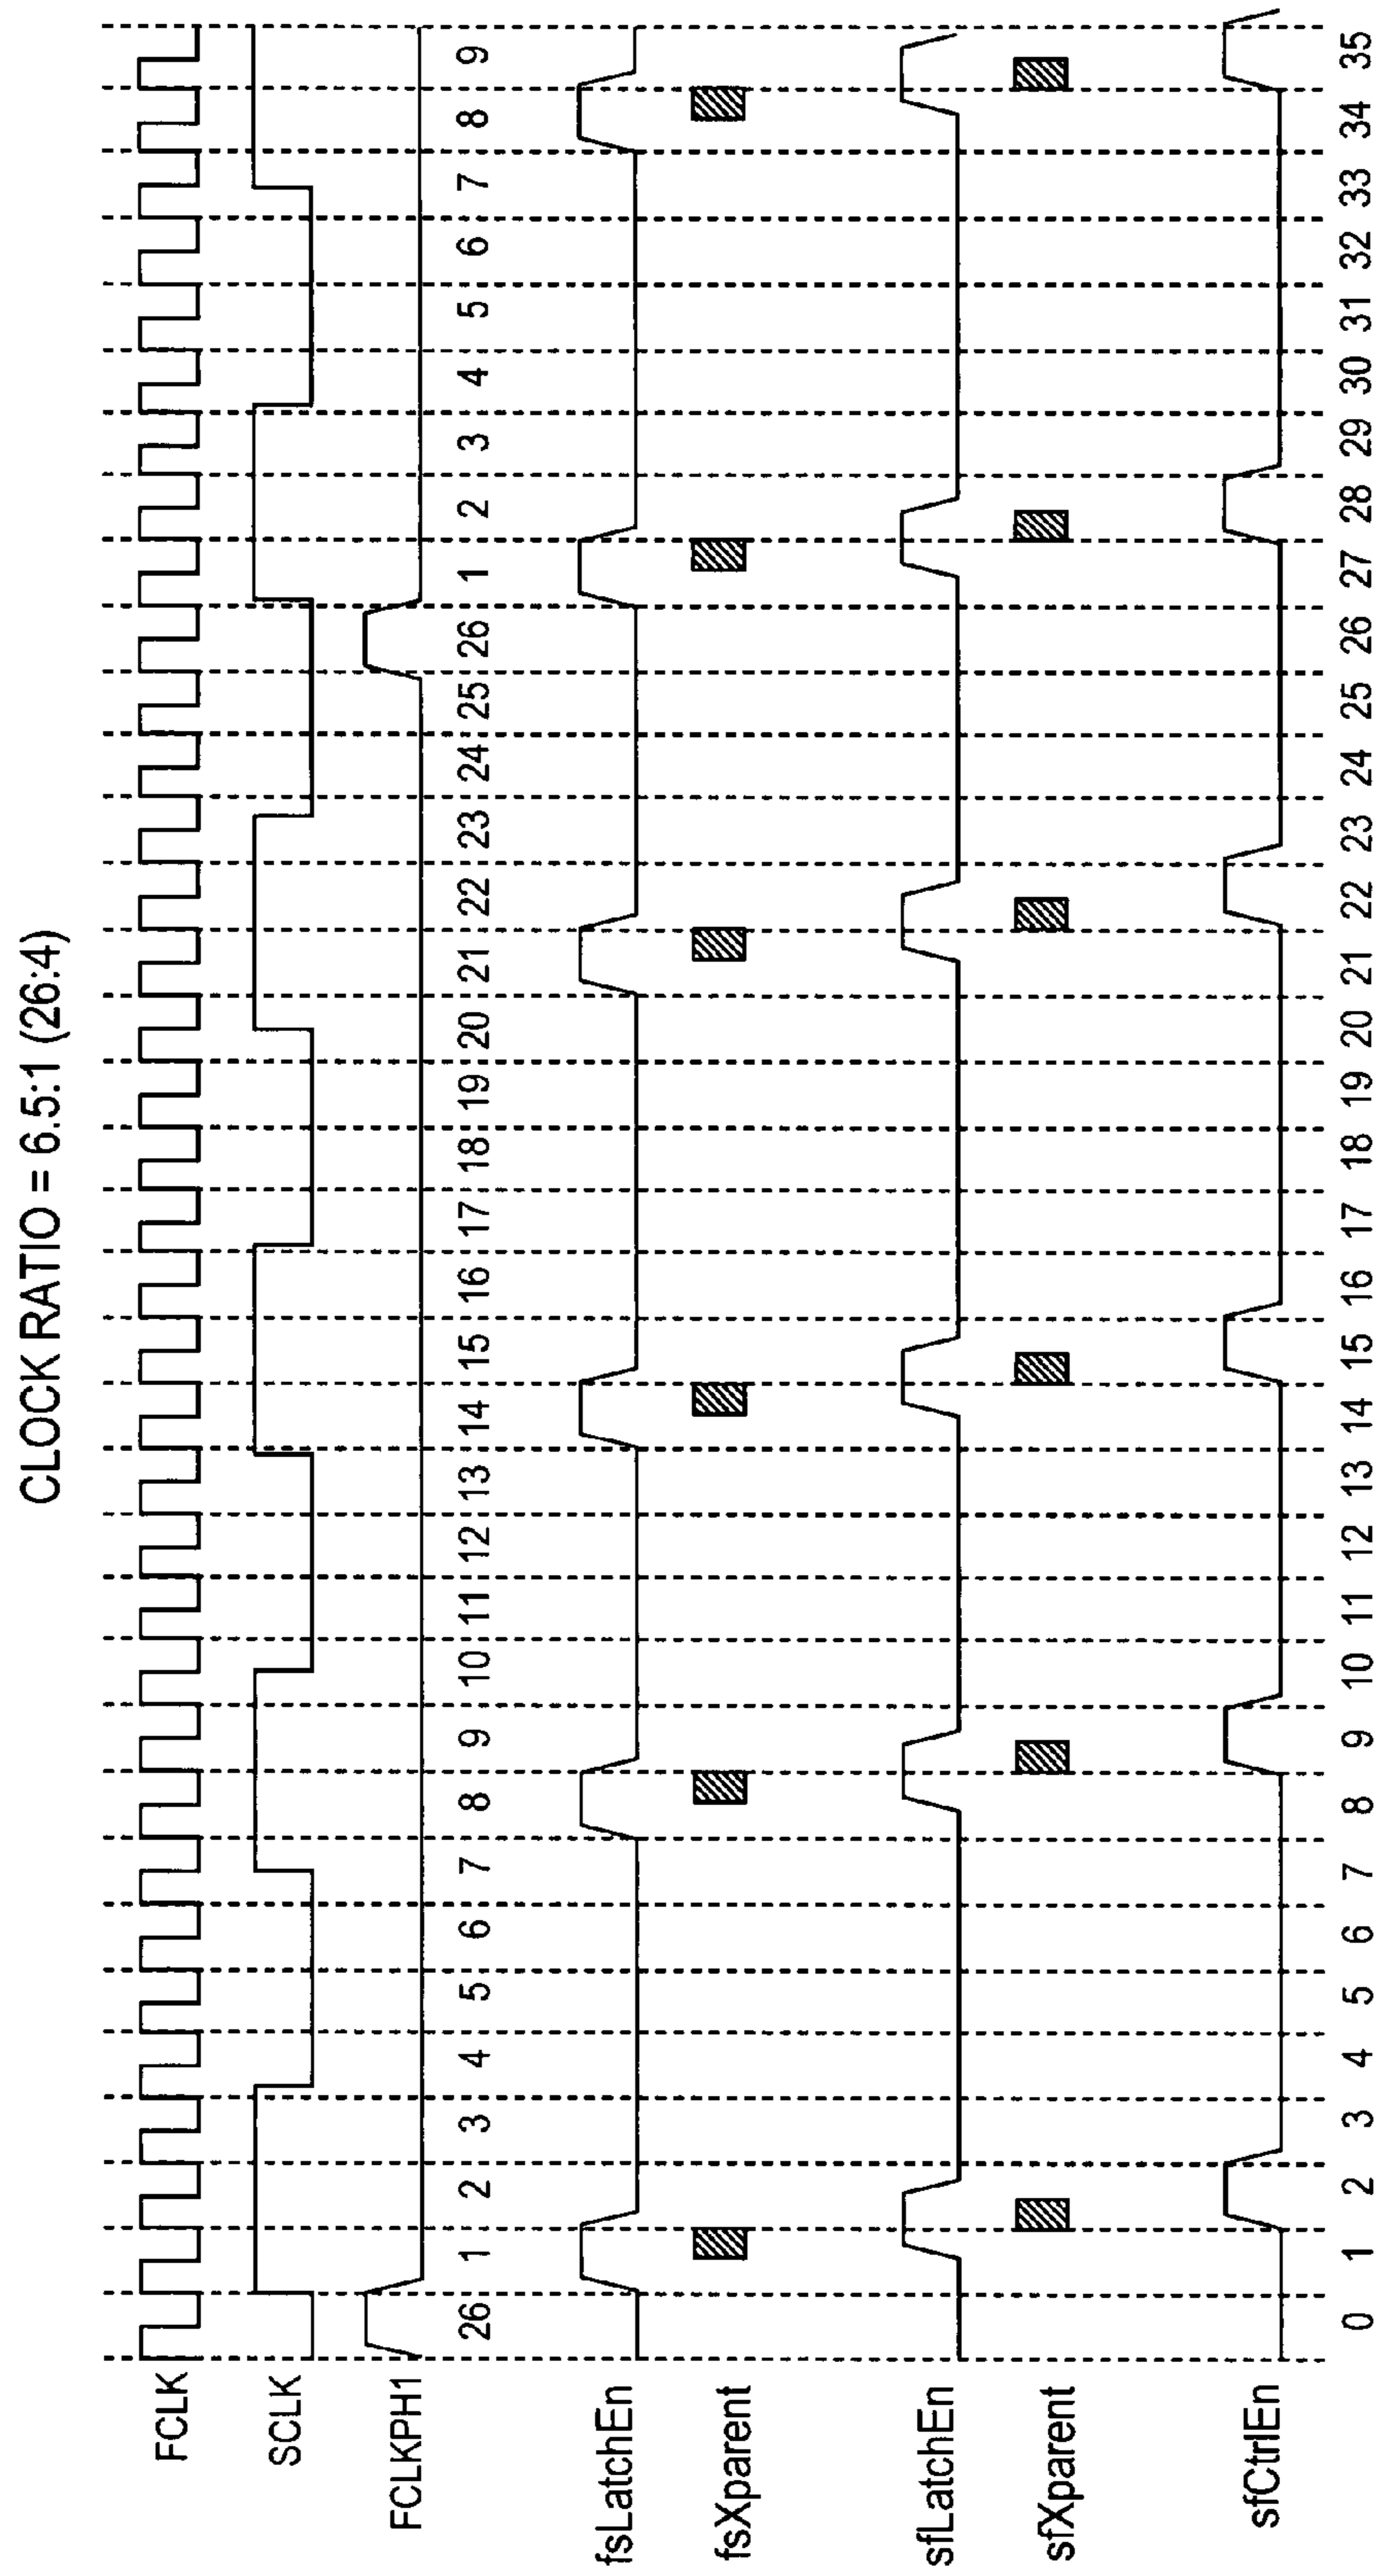 CLOCK RATIO = 6.5:1 (26:4)
FCLK
SCLK
FCLKPH1
26 1 2 3 4 5 6 7 8 9 10 11 12 13 14 15 16 17 18 19 20 21 22 23 24 25 26 1 2 3 4 5 6 7 8 9
fsLatchEn
fsXparent
sfLatchEn
sfXparent
sfCtrlEn
0 1 2 3 4 5 6 7 8 9 10 11 12 13 14 15 16 17 18 19 20 21 22 23 24 25 26 27 28 29 30 31 32 33 34 35